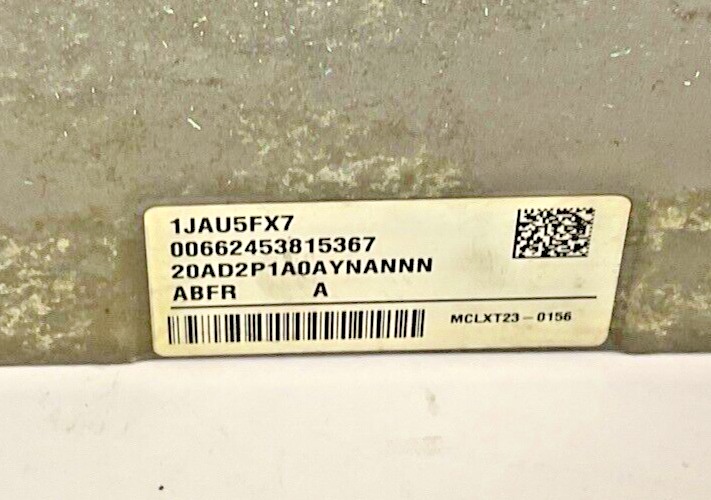 1JAU5FX7
00662453815367
20AD2P1A0AYNANNN
ABFR A
MCLXT23-0156